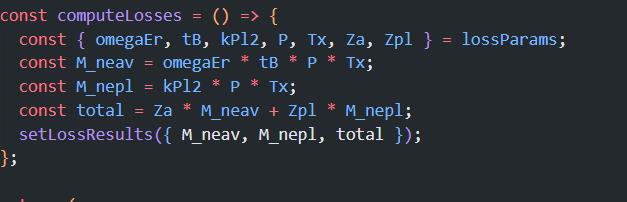 const computeLosses = () => {
const { omegaEr, tB, kPl2, P, Tx, Za, Zpl } = lossParams;
const M_neav = omegaEr * tB * P * Tx;
const M_nepl = kPl2 * P * Tx;
const total = Za * M_neav + Zpl * M_nepl;
setLossResults({ M_neav, M_nepl, total });
};